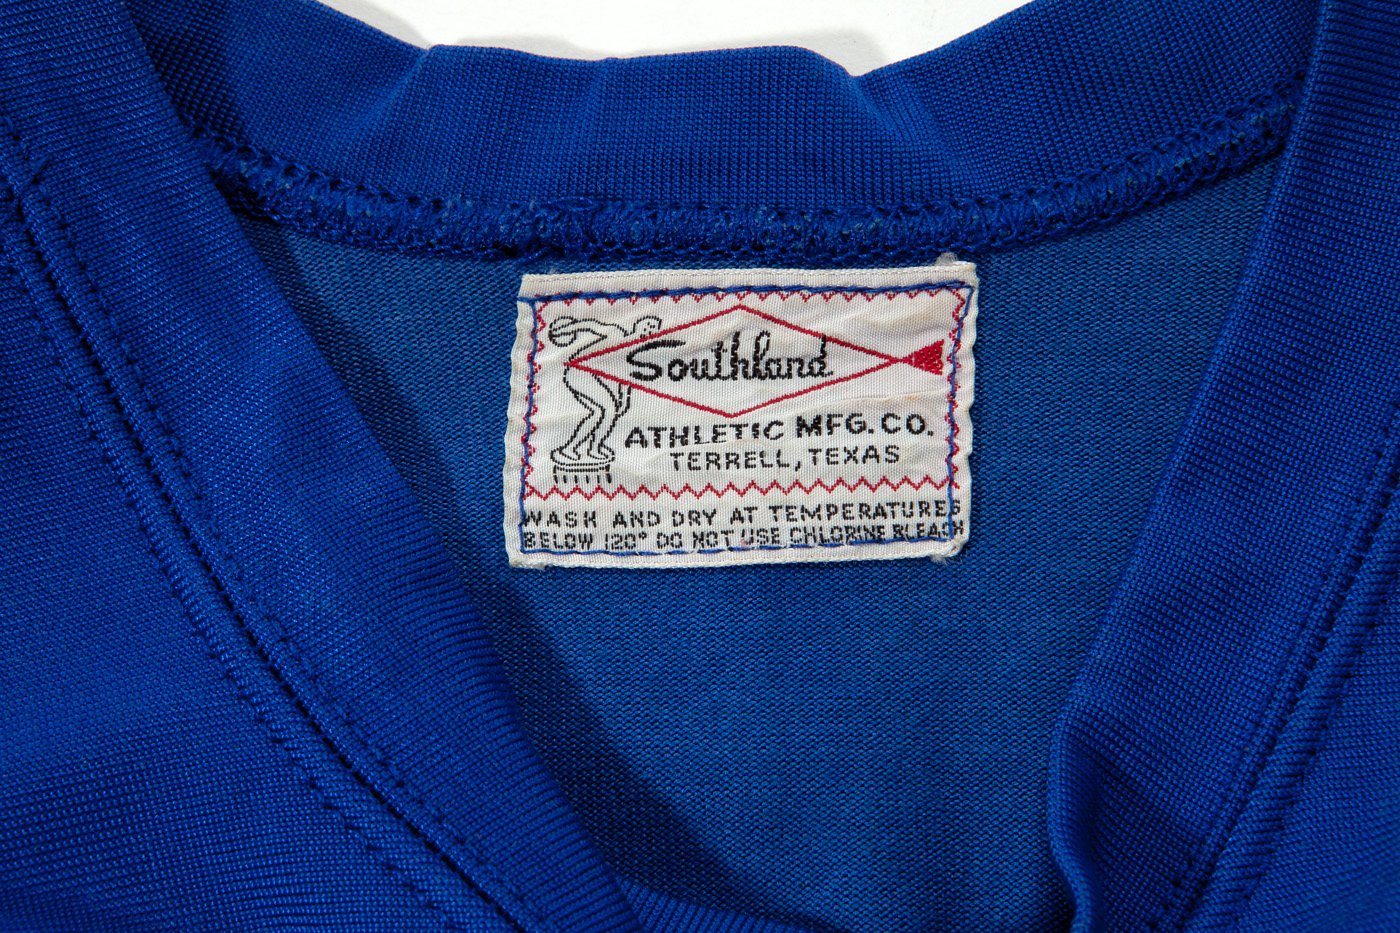 Southland
ATHLETIC MFG. CO.
TERRELL, TEXAS
WASH AND DRY AT TEMPERATURES
BELOW 120° DO NOT USE CHLORINE BLEACH